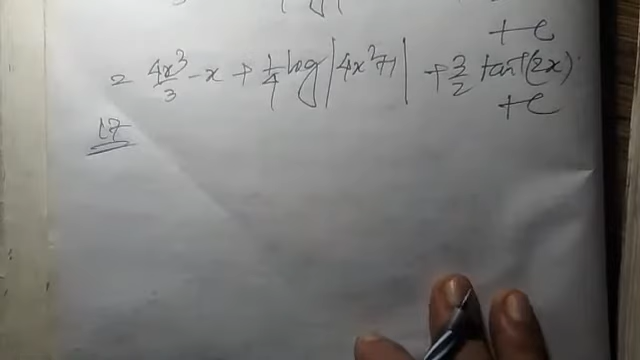 +c
= 4x³/3 - x + 1/4 log|4x²+1| + 3/2 tan⁻¹(2x)
+c
17